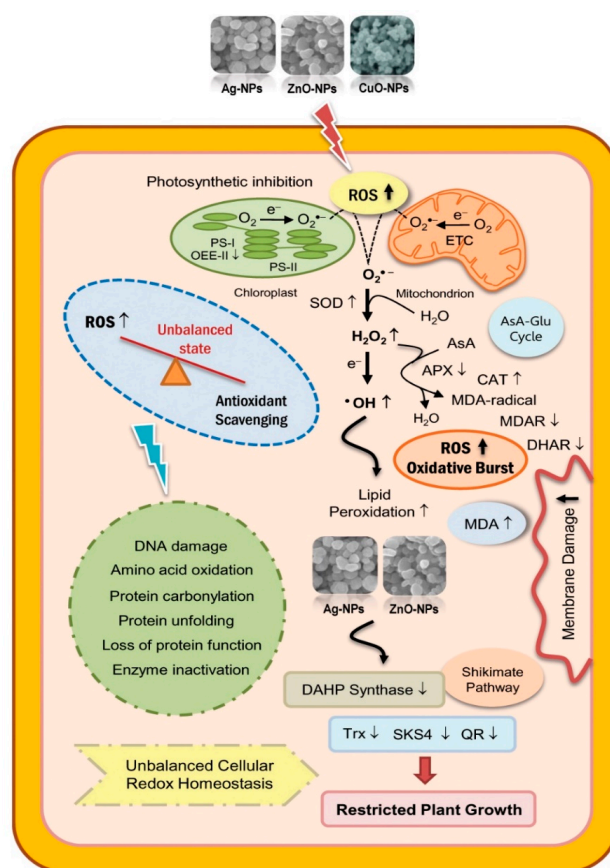 Ag-NPs ZnO-NPs CuO-NPs
Photosynthetic inhibition
ROS ↑
O₂ e⁻ → O₂•⁻
PS-I
OEE-II ↓
PS-II
Chloroplast
O₂•⁻ ← e⁻ O₂
ETC
Mitochondrion
O₂•⁻
SOD ↑
H₂O
H₂O₂ ↑
AsA-Glu
Cycle
AsA
e⁻
APX ↓
CAT ↑
MDA-radical
•OH ↑
H₂O
MDAR ↓
DHAR ↓
ROS ↑
Unbalanced
state
Antioxidant
Scavenging
ROS ↑
Oxidative Burst
Lipid
Peroxidation ↑
MDA ↑
Membrane Damage ↑
DNA damage
Amino acid oxidation
Protein carbonylation
Protein unfolding
Loss of protein function
Enzyme inactivation
Ag-NPs ZnO-NPs
DAHP Synthase ↓
Shikimate
Pathway
Trx ↓ SKS4 ↓ QR ↓
Unbalanced Cellular
Redox Homeostasis
Restricted Plant Growth